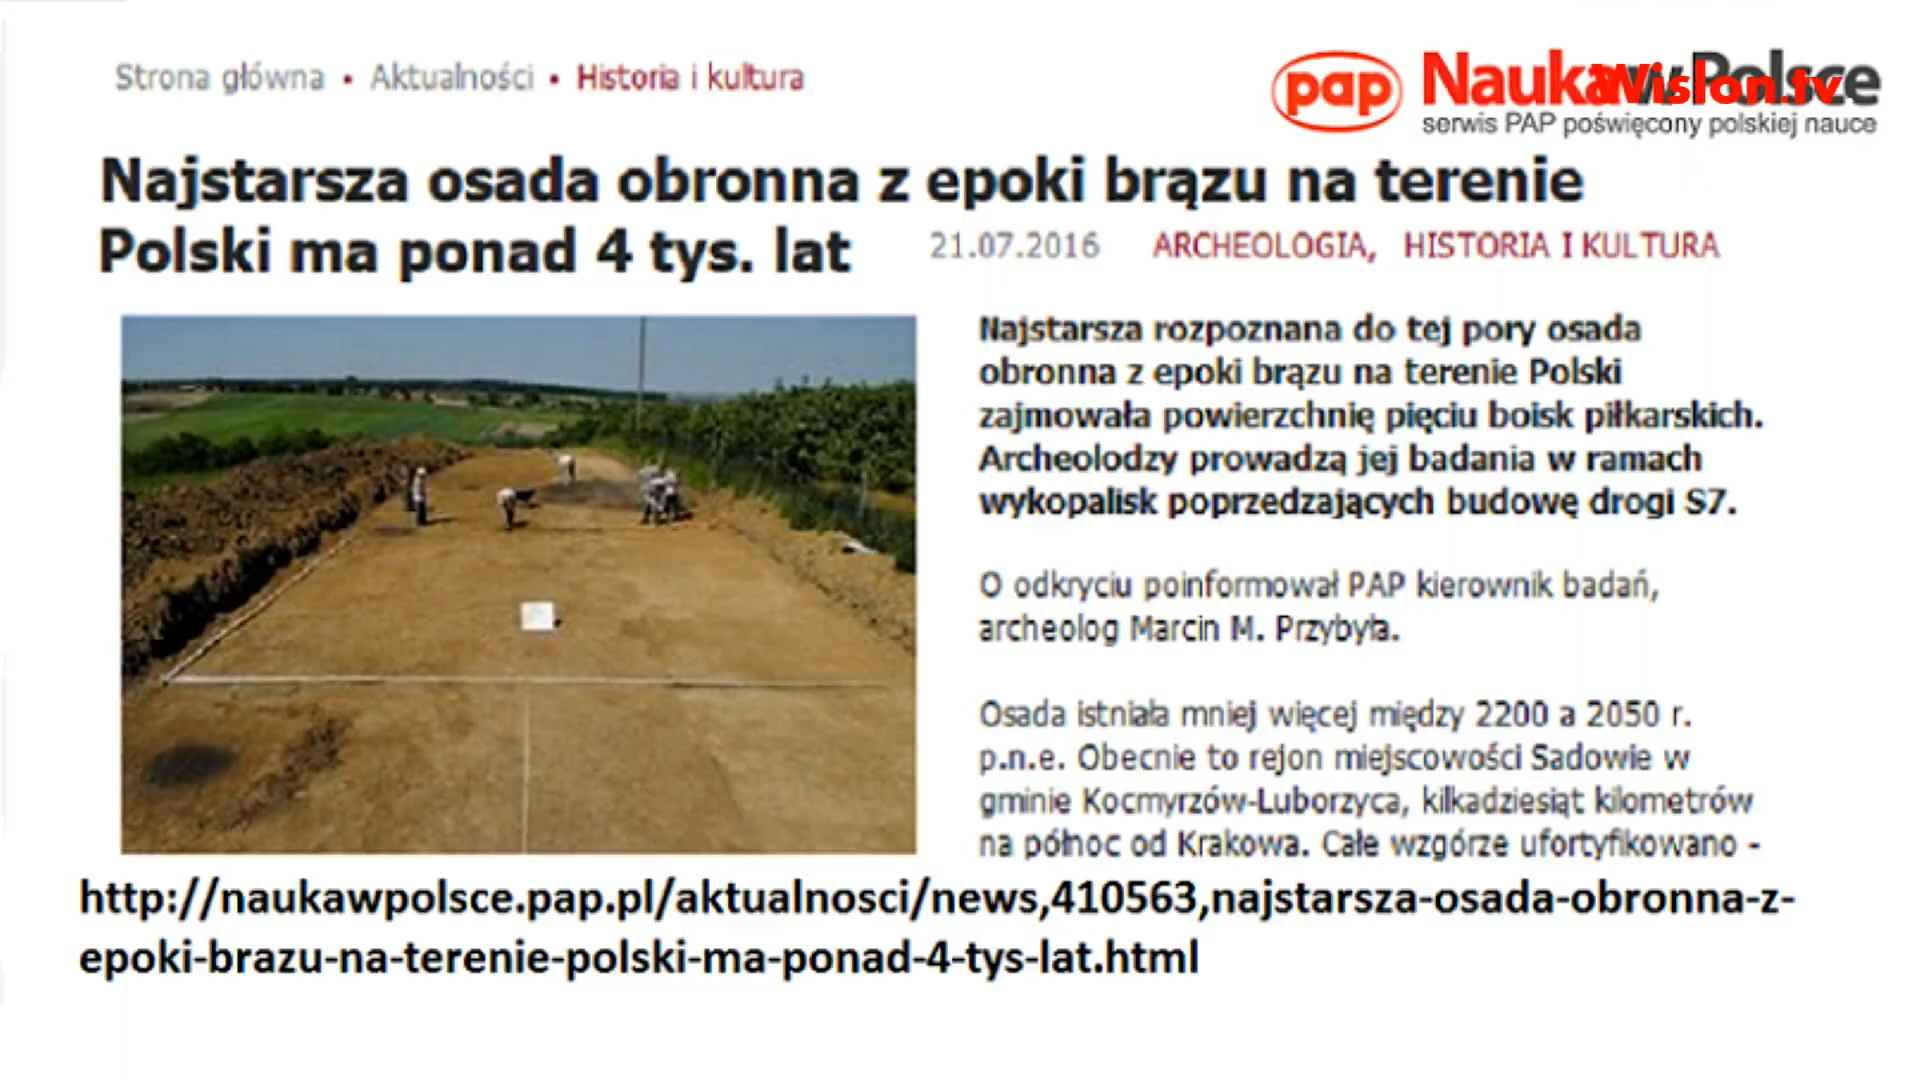 Strona główna • Aktualności • Historia i kultura
pap Nauka w Polsce
Wislon.tv
serwis PAP poświęcony polskiej nauce
Najstarsza osada obronna z epoki brązu na terenie
Polski ma ponad 4 tys. lat
21.07.2016 ARCHEOLOGIA, HISTORIA I KULTURA
Najstarsza rozpoznana do tej pory osada
obronna z epoki brązu na terenie Polski
zajmowała powierzchnię pięciu boisk piłkarskich.
Archeolodzy prowadzą jej badania w ramach
wykopalisk poprzedzających budowę drogi S7.
O odkryciu poinformował PAP kierownik badań,
archeolog Marcin M. Przybyła.
Osada istniała mniej więcej między 2200 a 2050 r.
p.n.e. Obecnie to rejon miejscowości Sadowie w
gminie Kocmyrzów-Luborzyca, kilkadziesiąt kilometrów
na północ od Krakowa. Całe wzgórze ufortyfikowano -
http://naukawpolsce.pap.pl/aktualnosci/news,410563,najstarsza-osada-obronna-z-
epoki-brazu-na-terenie-polski-ma-ponad-4-tys-lat.html